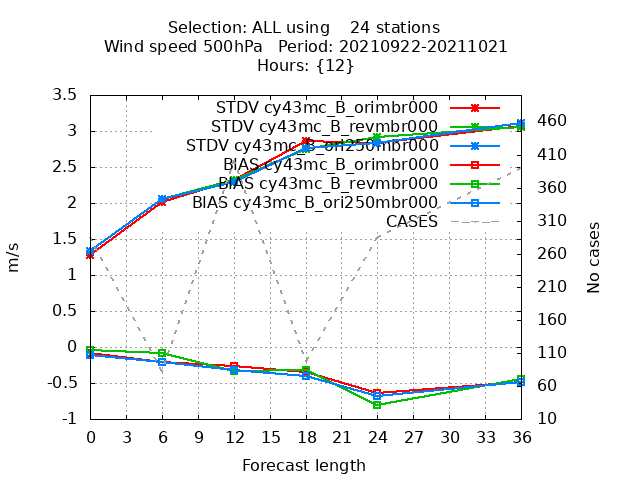 Selection: ALL using    24 stations
Wind speed 500hPa   Period: 20210922-20211021
Hours: {12}
STDV cy43mc_B_orimbr000
STDV cy43mc_B_revmbr000
STDV cy43mc_B_ori250mbr000
BIAS cy43mc_B_orimbr000
BIAS cy43mc_B_revmbr000
BIAS cy43mc_B_ori250mbr000
CASES
3.5
3
2.5
2
1.5
1
0.5
0
-0.5
-1
m/s
460
410
360
310
260
210
160
110
60
10
No cases
0 3 6 9 12 15 18 21 24 27 30 33 36
Forecast length